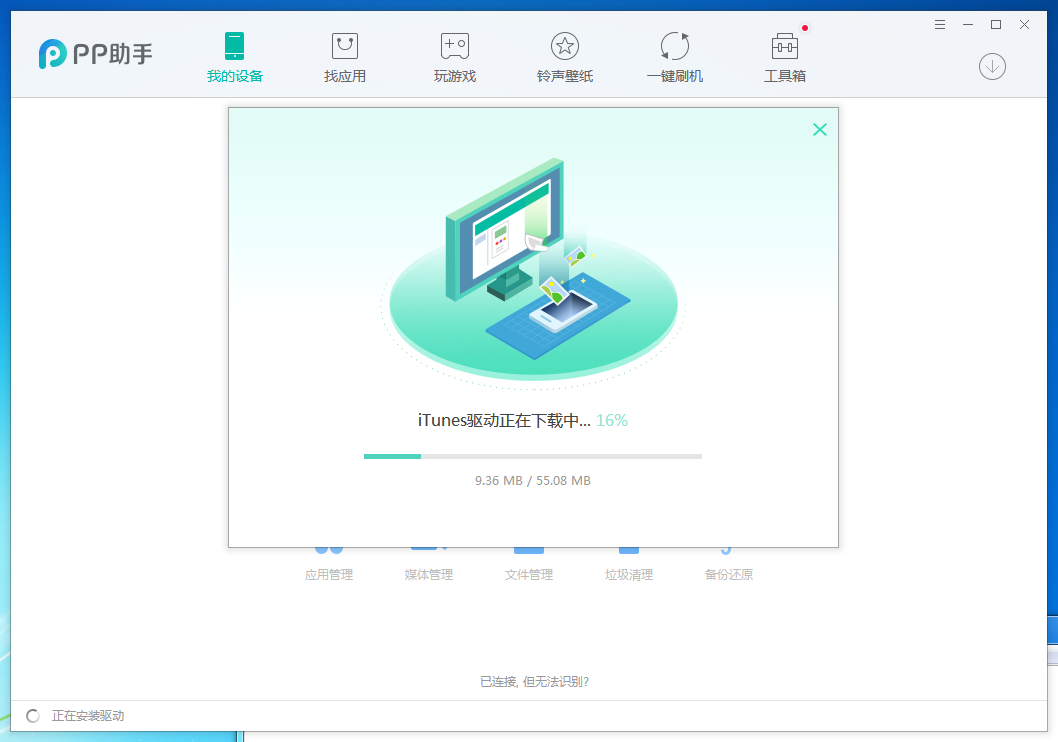 PP助手
我的设备
找应用
玩游戏
铃声壁纸
一键刷机
工具箱
iTunes驱动正在下载中... 16%
9.36 MB / 55.08 MB
应用管理
媒体管理
文件管理
垃圾清理
备份还原
已连接, 但无法识别?
正在安装驱动